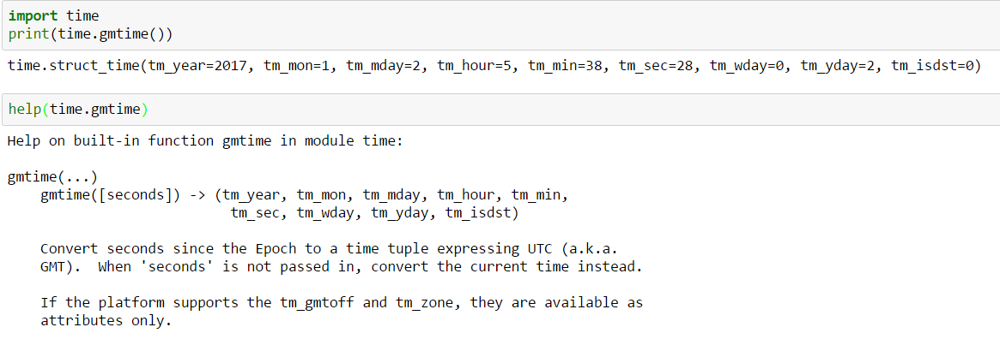 import time
print(time.gmtime())
time.struct_time(tm_year=2017, tm_mon=1, tm_mday=2, tm_hour=5, tm_min=38, tm_sec=28, tm_wday=0, tm_yday=2, tm_isdst=0)
help(time.gmtime)
Help on built-in function gmtime in module time:
gmtime(...)
    gmtime([seconds]) -> (tm_year, tm_mon, tm_mday, tm_hour, tm_min,
                           tm_sec, tm_wday, tm_yday, tm_isdst)
    Convert seconds since the Epoch to a time tuple expressing UTC (a.k.a.
    GMT).  When 'seconds' is not passed in, convert the current time instead.
    If the platform supports the tm_gmtoff and tm_zone, they are available as
    attributes only.